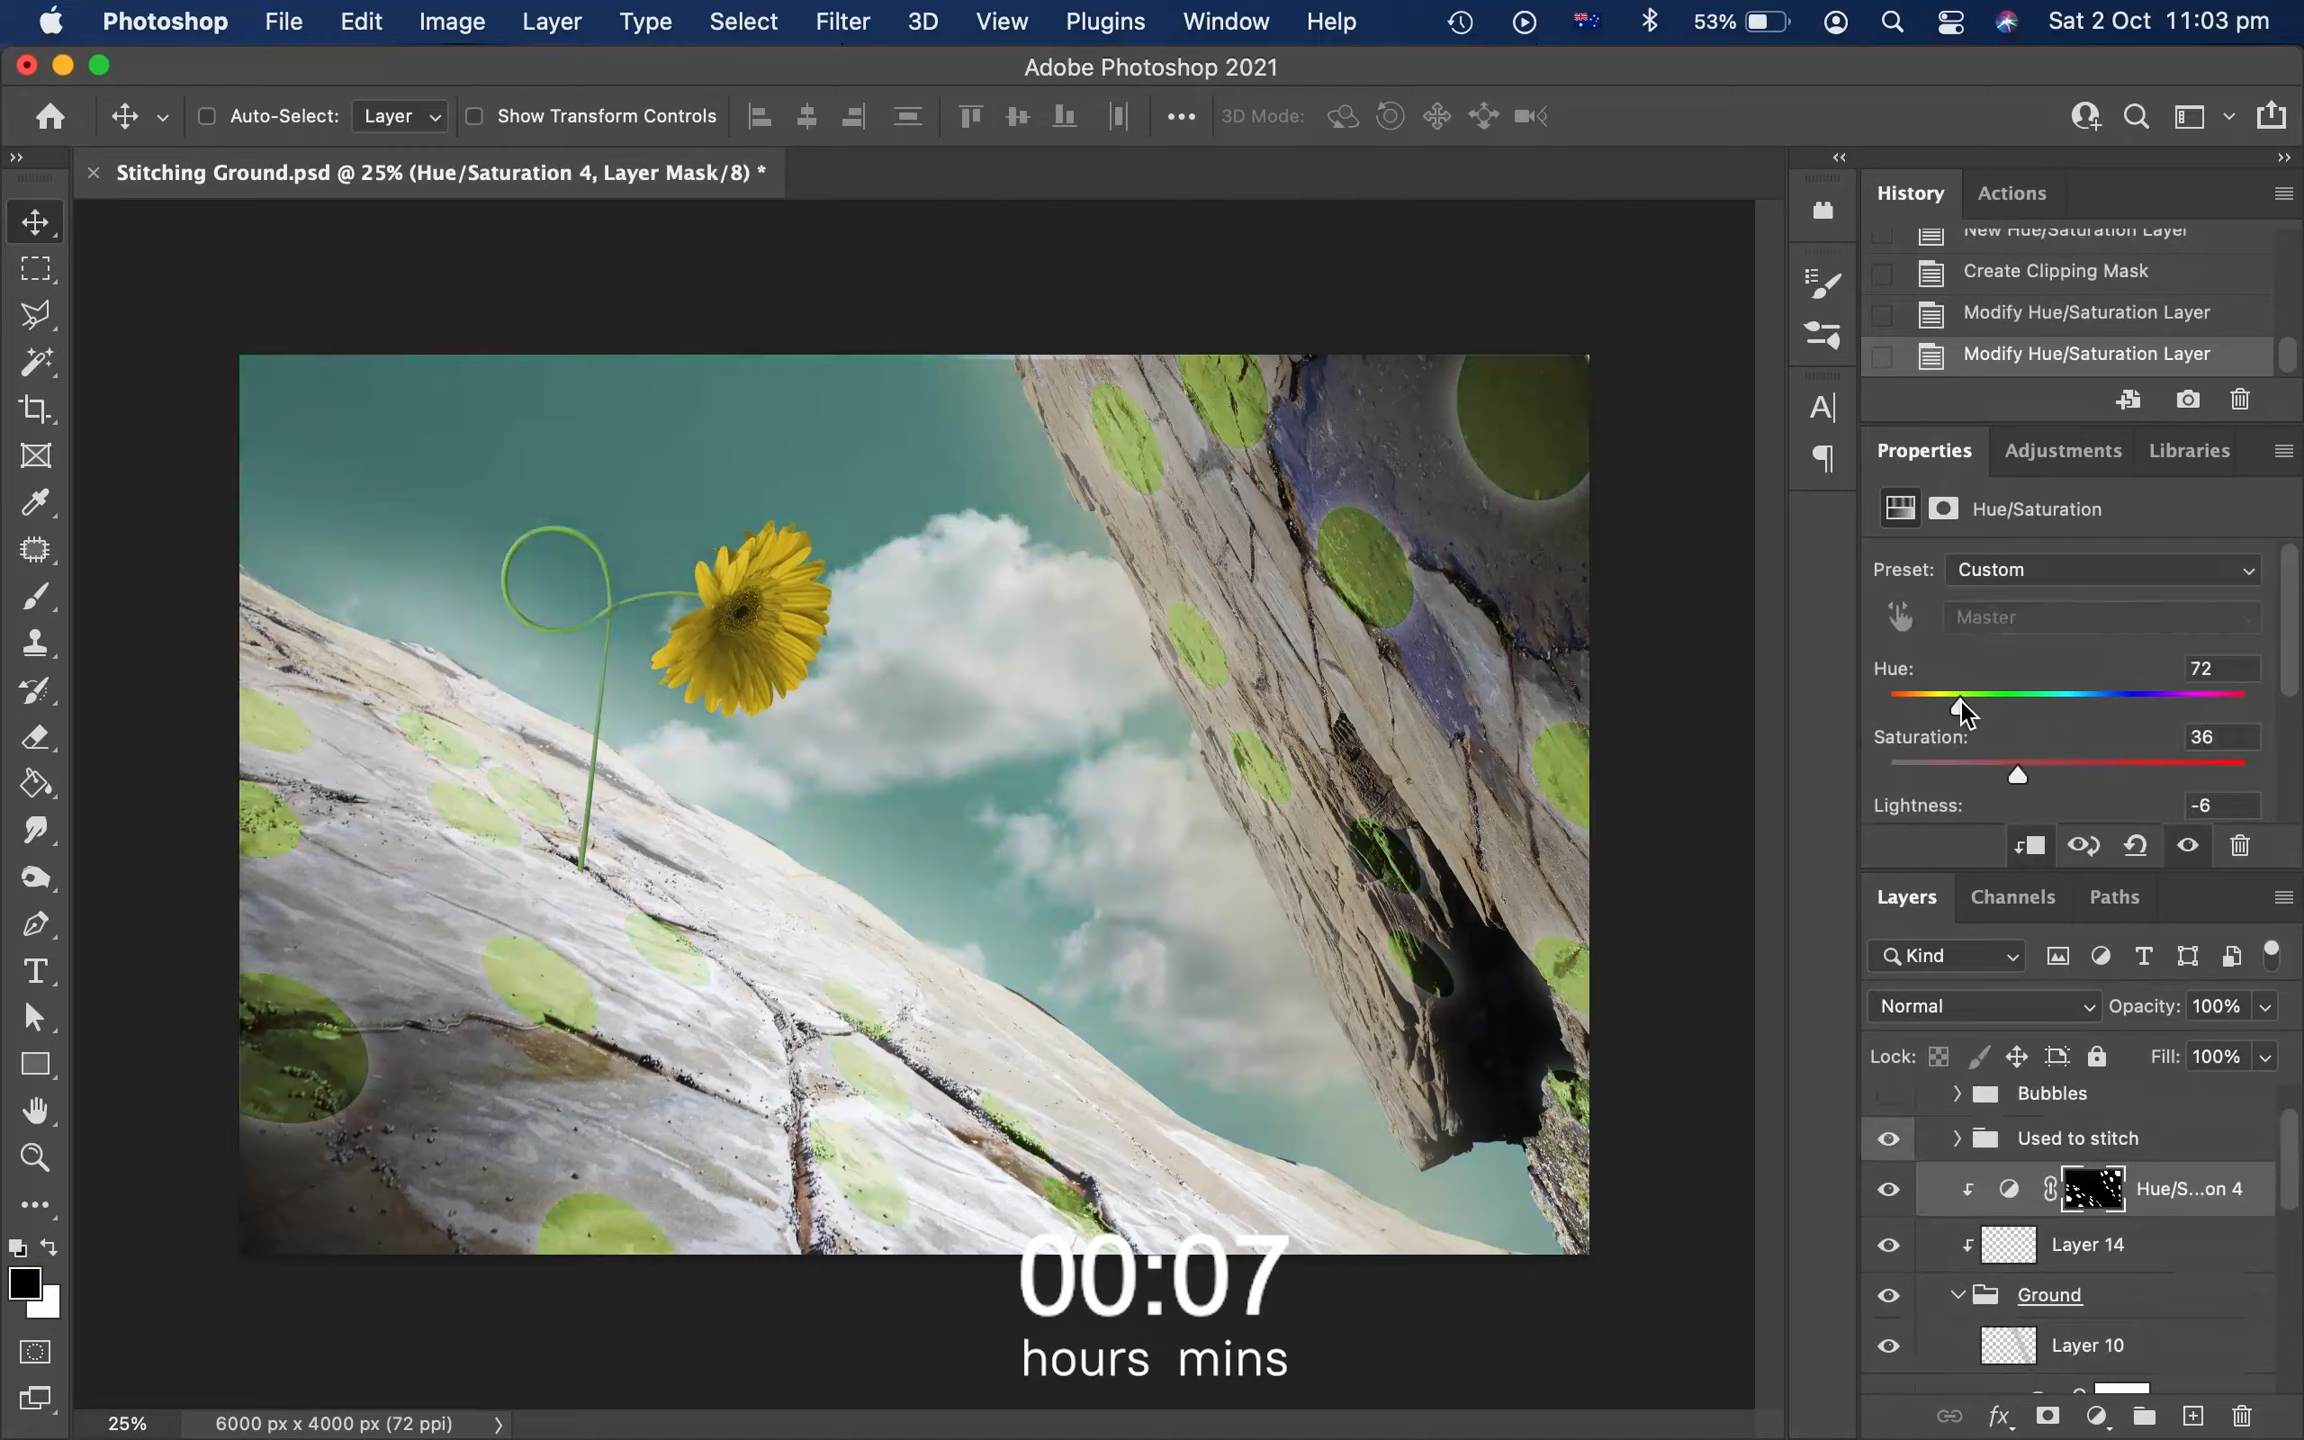 Photoshop File Edit Image Layer Type Select Filter 3D View Plugins Window Help 53% Sat 2 Oct 11:03 pm
Adobe Photoshop 2021
Auto-Select: Layer Show Transform Controls 3D Mode:
Stitching Ground.psd @ 25% (Hue/Saturation 4, Layer Mask/8) *
History Actions
New Hue/Saturation Layer
Create Clipping Mask
Modify Hue/Saturation Layer
Modify Hue/Saturation Layer
Properties Adjustments Libraries
Hue/Saturation
Preset: Custom
Master
Hue: 72
Saturation: 36
Lightness: -6
Layers Channels Paths
Kind
Normal Opacity: 100%
Lock: Fill: 100%
Bubbles
Used to stitch
Hue/S...on 4
Layer 14
Ground
Layer 10
00:07
hours mins
25% 6000 px x 4000 px (72 ppi)